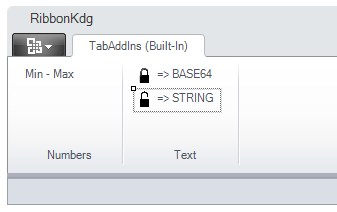 RibbonKdg
TabAddIns (Built-In)
Min - Max
=> BASE64
=> STRING
Numbers
Text